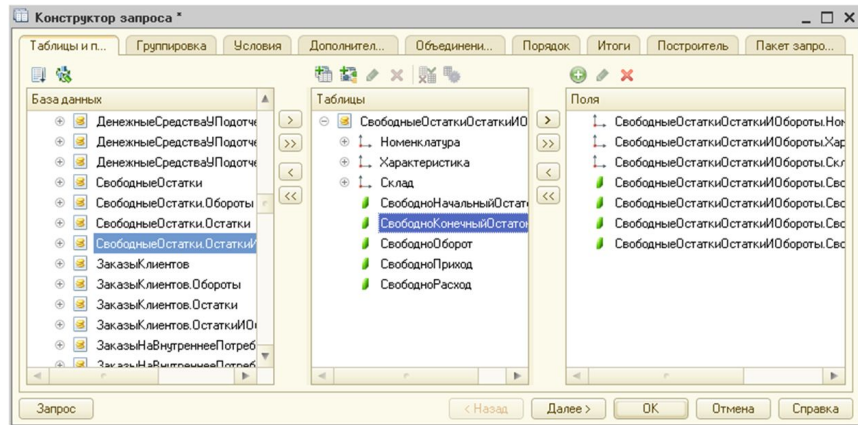 Конструктор запроса *
Таблицы и п...
Группировка
Условия
Дополнител...
Объединени...
Порядок
Итоги
Построитель
Пакет запро...
База данных
ДенежныеСредстваУПодотче
ДенежныеСредстваУПодотче
ДенежныеСредстваУПодотче
СвободныеОстатки
СвободныеОстатки.Обороты
СвободныеОстатки.Остатки
СвободныеОстатки.ОстаткиИ
ЗаказыКлиентов
ЗаказыКлиентов.Обороты
ЗаказыКлиентов.Остатки
ЗаказыКлиентов.ОстаткиИО
ЗаказыНаВнутреннееПотреб
ЗаказыНаВнутреннееПотреб
Таблицы
СвободныеОстаткиОстаткиИО
Номенклатура
Характеристика
Склад
СвободноНачальныйОстат
СвободноКонечныйОстаток
СвободноОборот
СвободноПриход
СвободноРасход
Поля
СвободныеОстаткиОстаткиИОбороты.Ном
СвободныеОстаткиОстаткиИОбороты.Хар
СвободныеОстаткиОстаткиИОбороты.Скл
СвободныеОстаткиОстаткиИОбороты.Сво
СвободныеОстаткиОстаткиИОбороты.Сво
СвободныеОстаткиОстаткиИОбороты.Сво
СвободныеОстаткиОстаткиИОбороты.Сво
Запрос
< Назад
Далее >
OK
Отмена
Справка